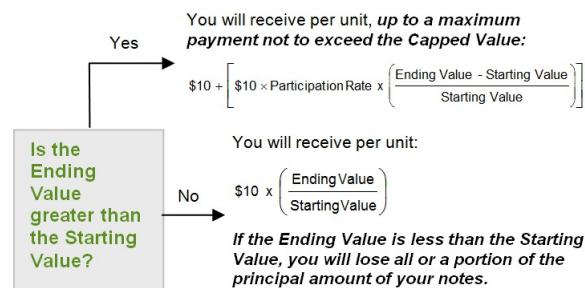 You will receive per unit, up to a maximum
payment not to exceed the Capped Value:
Yes
$10 + [ $10 × Participation Rate x ( Ending Value - Starting Value
Starting Value ) ]
Is the
Ending
Value
greater than
the Starting
Value?
You will receive per unit:
No
$10 x ( Ending Value
Starting Value )
If the Ending Value is less than the Starting
Value, you will lose all or a portion of the
principal amount of your notes.